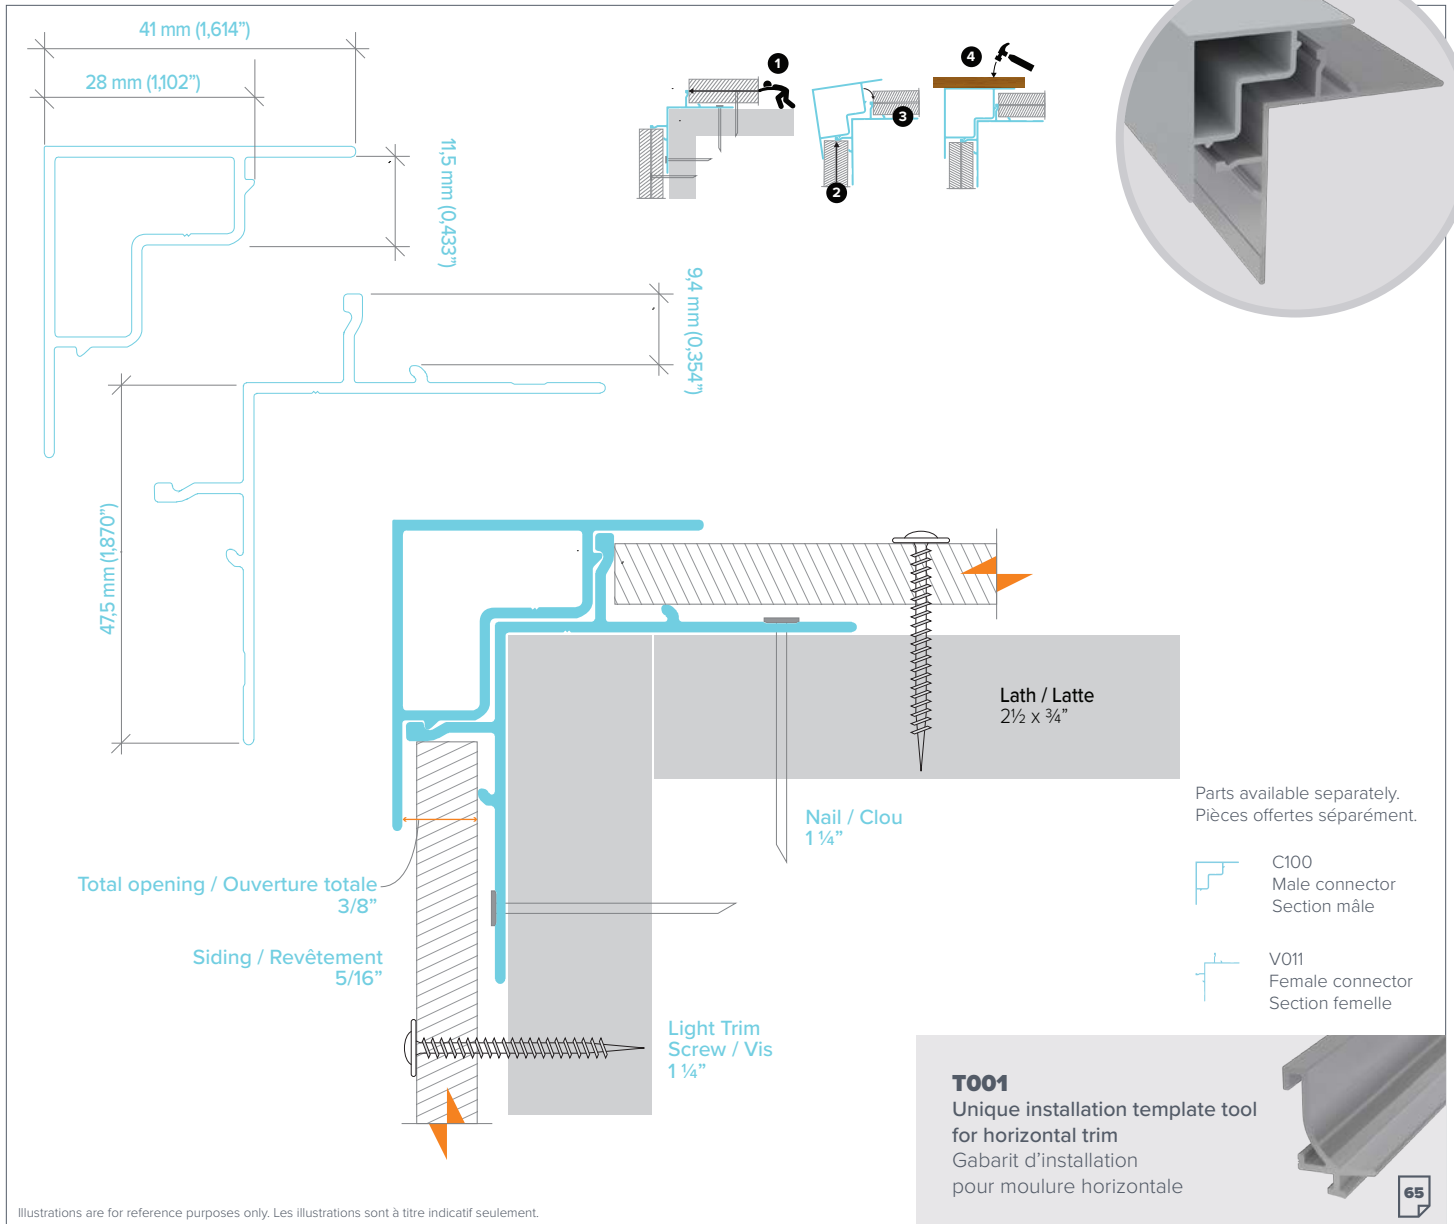 41 mm (1,614”)
28 mm (1,102”)
11,5 mm (0,433”)
9,4 mm (0,354”)
47,5 mm (1,870”)
1
2
3
4
Lath / Latte
2½ x ¾”
Nail / Clou
1 ¼”
Total opening / Ouverture totale
3/8”
Siding / Revêtement
5/16”
Light Trim
Screw / Vis
1 ¼”
Parts available separately.
Pièces offertes séparément.
C100
Male connector
Section mâle
V011
Female connector
Section femelle
T001
Unique installation template tool
for horizontal trim
Gabarit d’installation
pour moulure horizontale
65
Illustrations are for reference purposes only. Les illustrations sont à titre indicatif seulement.